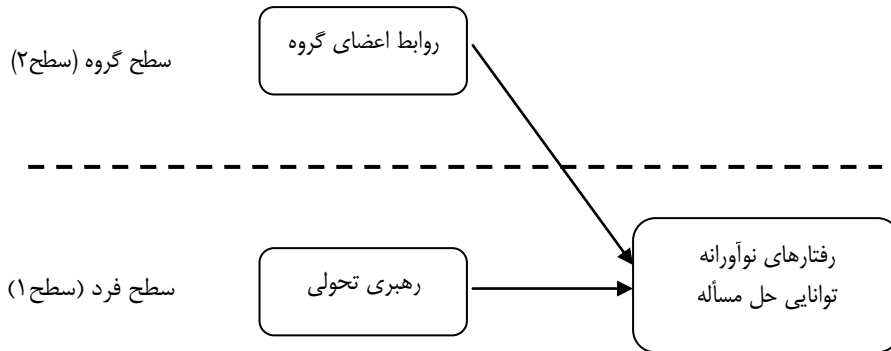 روابط اعضای گروه
سطح گروه (سطح۲)
رفتارهای نوآورانه
توانایی حل مسأله
رهبری تحولی
سطح فرد (سطح۱)